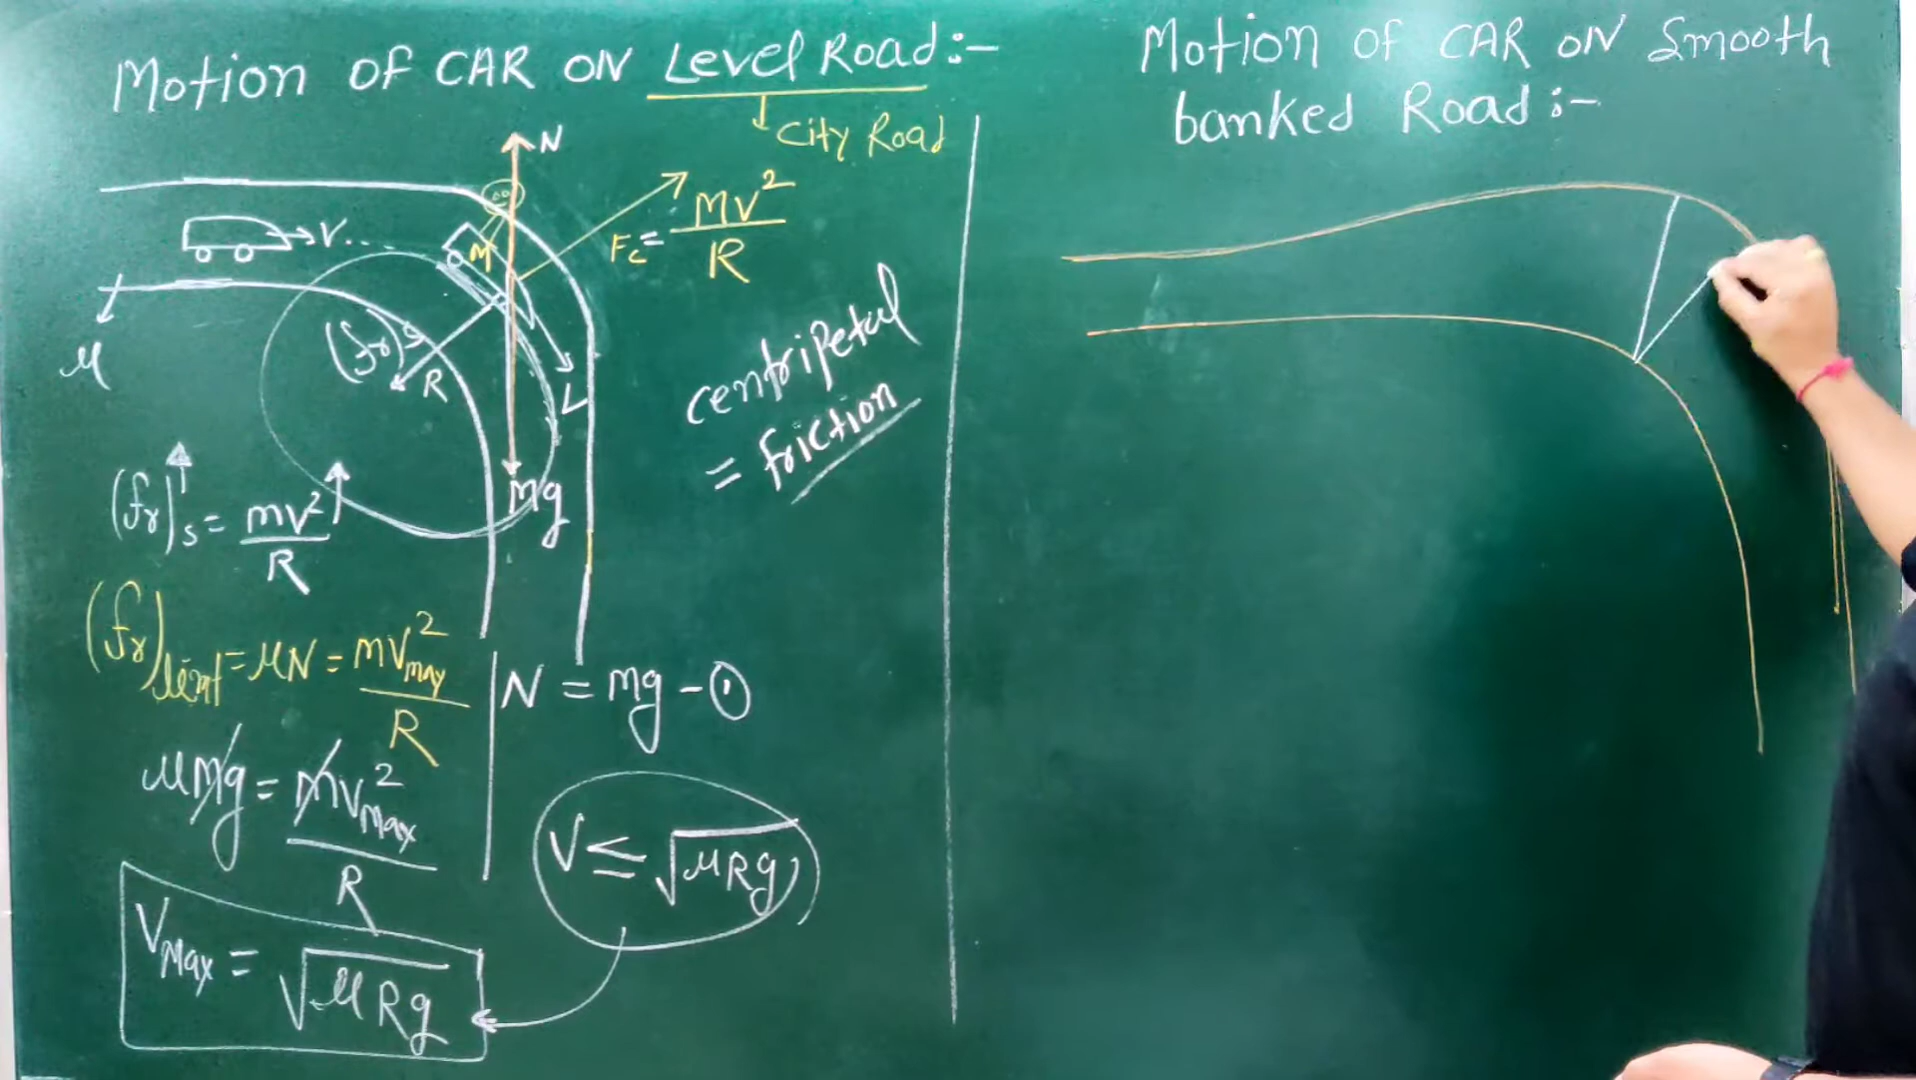 Motion OF CAR ON Level Road:-
City Road
N
V...
M
Fc = MV²/R
μ
(fr)s
R
L
Mg
centripetal
= friction
(fr)s = mv²/R
(fr)limit = μN = mV²max/R
N = mg - ①
μmg = mV²max/R
V ≤ √μRg
VMax = √μRg
Motion OF CAR ON Smooth
banked Road:-